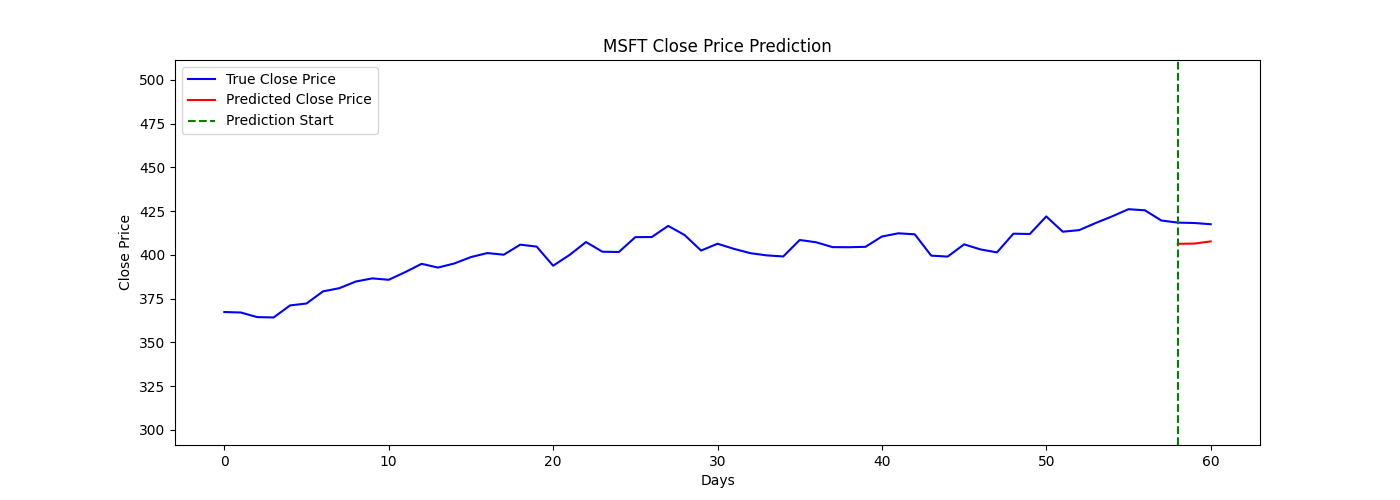 MSFT Close Price Prediction
True Close Price
Predicted Close Price
Prediction Start
500
475
450
425
400
375
350
325
300
Close Price
0 10 20 30 40 50 60
Days